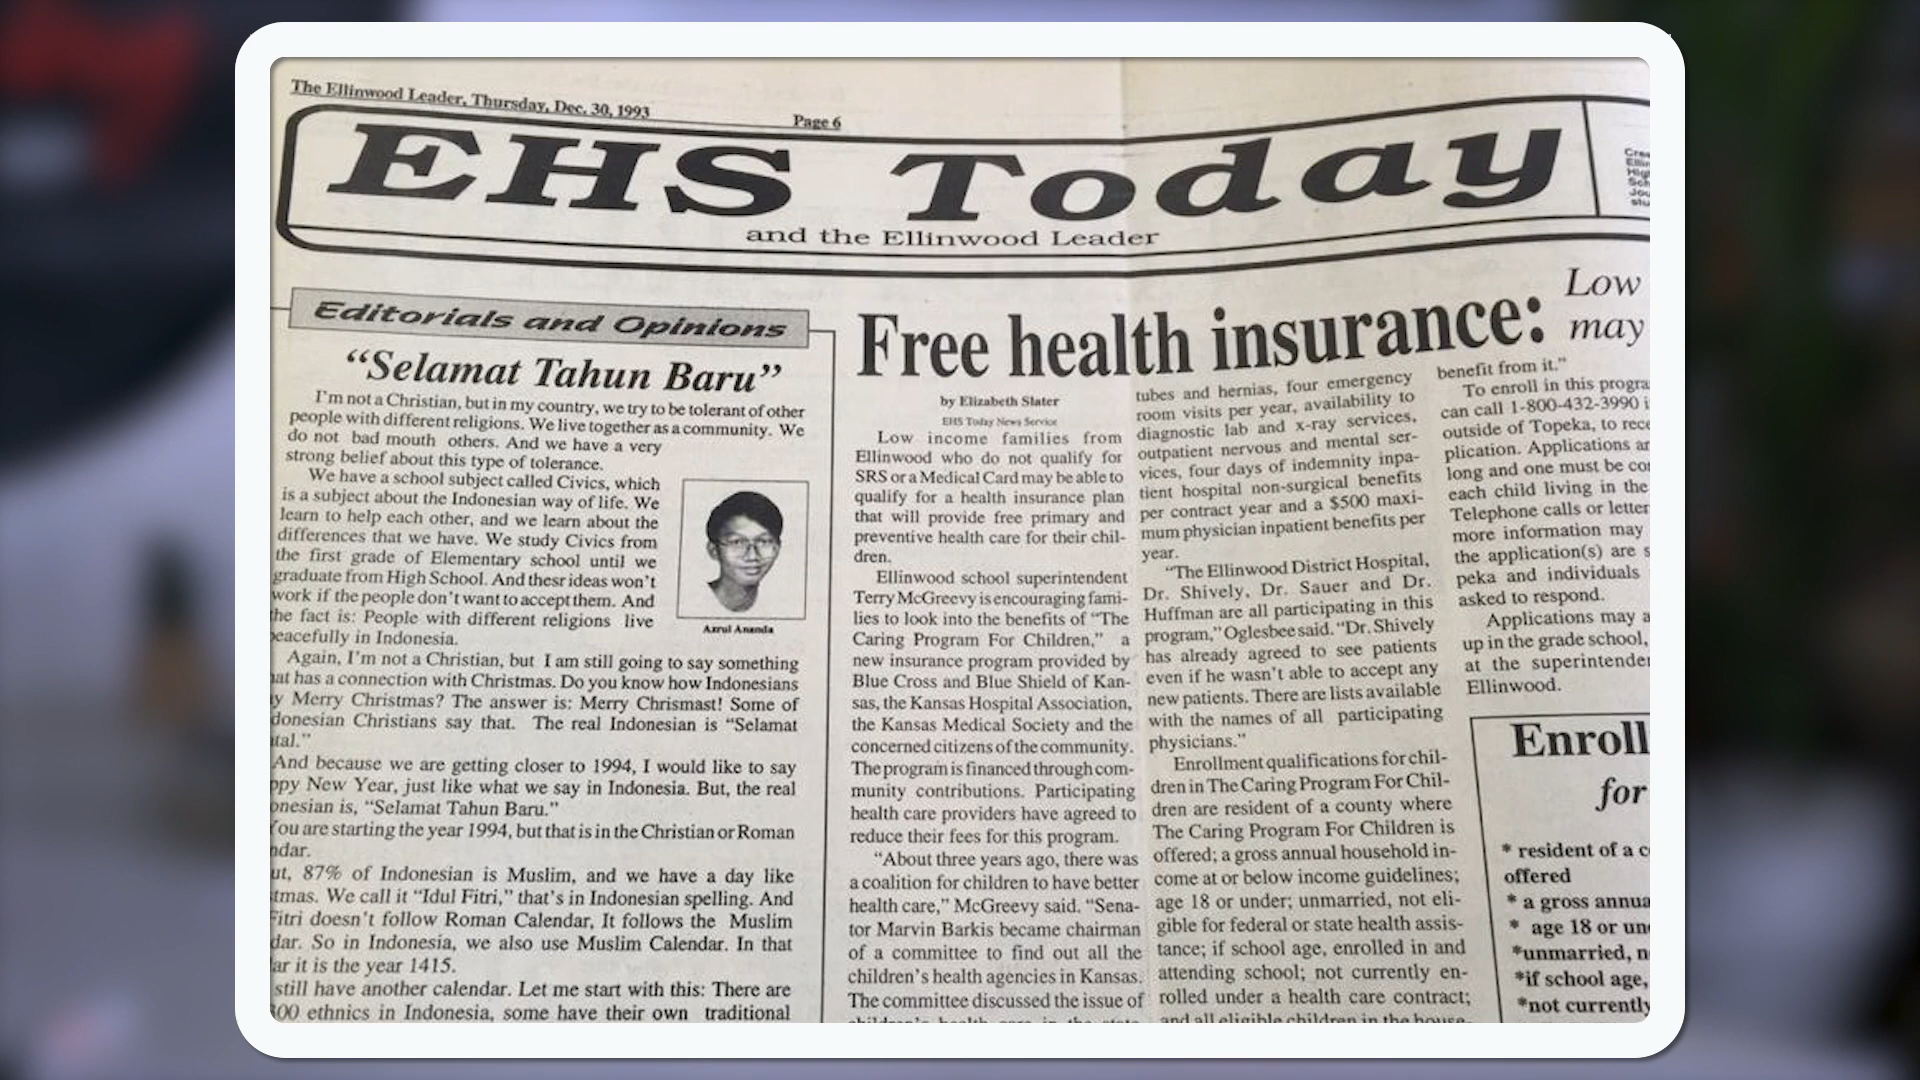 The Ellinwood Leader, Thursday, Dec. 30, 1993
Page 6
EHS Today
and the Ellinwood Leader
Editorials and Opinions
“Selamat Tahun Baru”
I'm not a Christian, but in my country, we try to be tolerant of other
people with different religions. We live together as a community. We
do not bad mouth others. And we have a very
strong belief about this type of tolerance.
We have a school subject called Civics, which
is a subject about the Indonesian way of life. We
learn to help each other, and we learn about the
differences that we have. We study Civics from
the first grade of Elementary school until we
graduate from High School. And thesr ideas won't
work if the people don't want to accept them. And
the fact is: People with different religions live
peacefully in Indonesia.
Azrul Ananda
Again, I'm not a Christian, but I am still going to say something
at has a connection with Christmas. Do you know how Indonesians
y Merry Christmas? The answer is: Merry Chrismast! Some of
donesian Christians say that. The real Indonesian is “Selamat
tal.”
And because we are getting closer to 1994, I would like to say
ppy New Year, just like what we say in Indonesia. But, the real
onesian is, “Selamat Tahun Baru.”
You are starting the year 1994, but that is in the Christian or Roman
ndar.
ut, 87% of Indonesian is Muslim, and we have a day like
tmas. We call it “Idul Fitri,” that's in Indonesian spelling. And
Fitri doesn't follow Roman Calendar, It follows the Muslim
dar. So in Indonesia, we also use Muslim Calendar. In that
ar it is the year 1415.
still have another calendar. Let me start with this: There are
300 ethnics in Indonesia, some have their own traditional
Free health insurance:
Low
may
by Elizabeth Slater
EHS Today News Service
Low income families from
Ellinwood who do not qualify for
SRS or a Medical Card may be able to
qualify for a health insurance plan
that will provide free primary and
preventive health care for their chil-
dren.
Ellinwood school superintendent
Terry McGreevy is encouraging fami-
lies to look into the benefits of “The
Caring Program For Children,” a
new insurance program provided by
Blue Cross and Blue Shield of Kan-
sas, the Kansas Hospital Association,
the Kansas Medical Society and the
concerned citizens of the community.
The program is financed through com-
munity contributions. Participating
health care providers have agreed to
reduce their fees for this program.
“About three years ago, there was
a coalition for children to have better
health care,” McGreevy said. “Sena-
tor Marvin Barkis became chairman
of a committee to find out all the
children's health agencies in Kansas.
The committee discussed the issue of
children's health care in the state
tubes and hernias, four emergency
room visits per year, availability to
diagnostic lab and x-ray services,
outpatient nervous and mental ser-
vices, four days of indemnity inpa-
tient hospital non-surgical benefits
per contract year and a $500 maxi-
mum physician inpatient benefits per
year.
“The Ellinwood District Hospital,
Dr. Shively, Dr. Sauer and Dr.
Huffman are all participating in this
program,” Oglesbee said. “Dr. Shively
has already agreed to see patients
even if he wasn't able to accept any
new patients. There are lists available
with the names of all participating
physicians.”
Enrollment qualifications for chil-
dren in The Caring Program For Chil-
dren are resident of a county where
The Caring Program For Children is
offered; a gross annual household in-
come at or below income guidelines;
age 18 or under; unmarried, not eli-
gible for federal or state health assis-
tance; if school age, enrolled in and
attending school; not currently en-
rolled under a health care contract;
and all eligible children in the house-
benefit from it.”
To enroll in this progra
can call 1-800-432-3990 i
outside of Topeka, to rece
plication. Applications ar
long and one must be co
each child living in the
Telephone calls or letter
more information may
the application(s) are s
peka and individuals
asked to respond.
Applications may a
up in the grade school,
at the superintende
Ellinwood.
Enroll
for
* resident of a c
offered
* a gross annua
* age 18 or un
*unmarried, n
*if school age,
*not currently